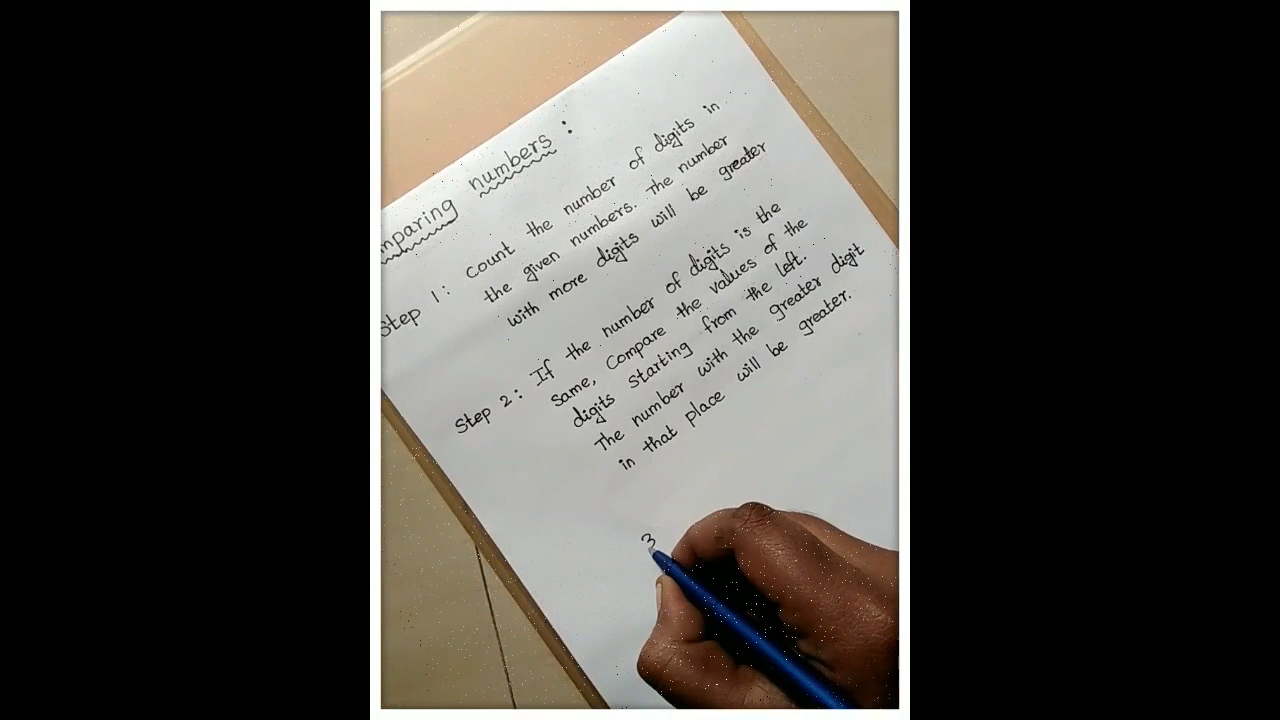 mparing numbers :
Step 1 : Count the number of digits in
the given numbers. The number
with more digits will be greater
Step 2 : If the number of digits is the
same, Compare the values of the
digits starting from the left.
The number with the greater digit
in that place will be greater.
3